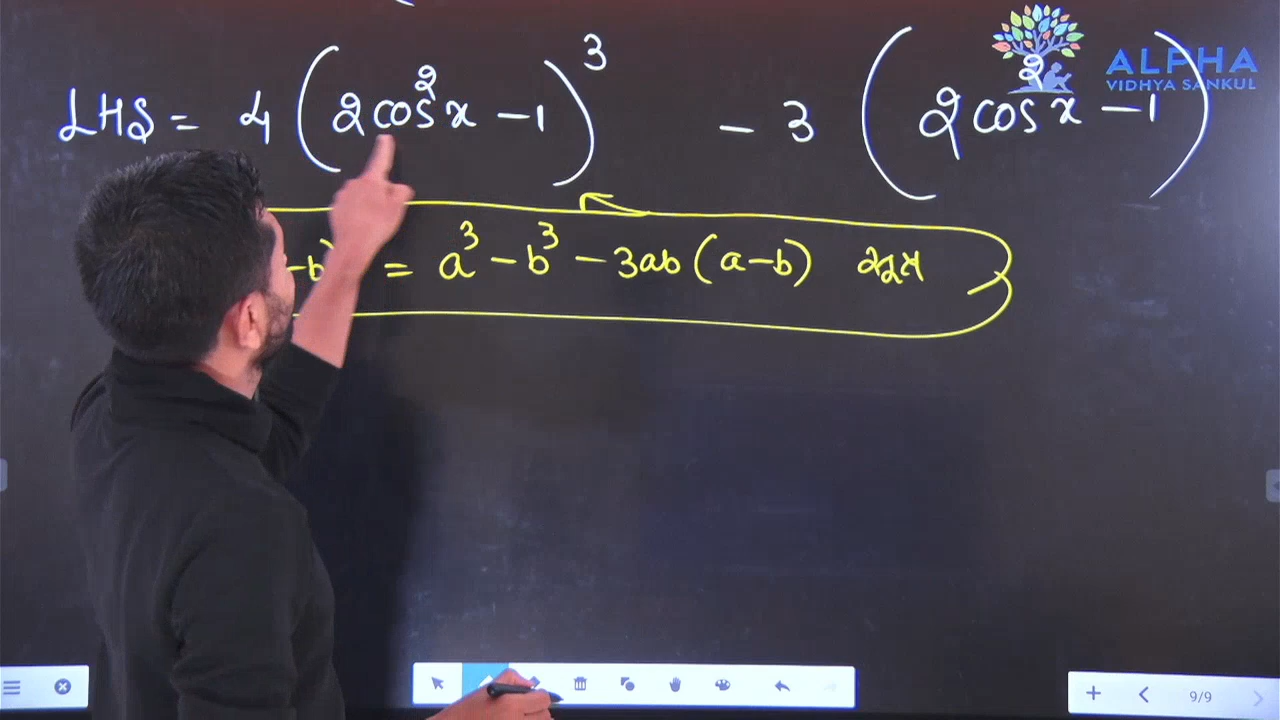 LHS = 4 (2cos²x - 1)³ - 3 (2cos²x - 1)
ALPHA
VIDHYA SANKUL
-b) = a³ - b³ - 3ab (a-b)
9/9